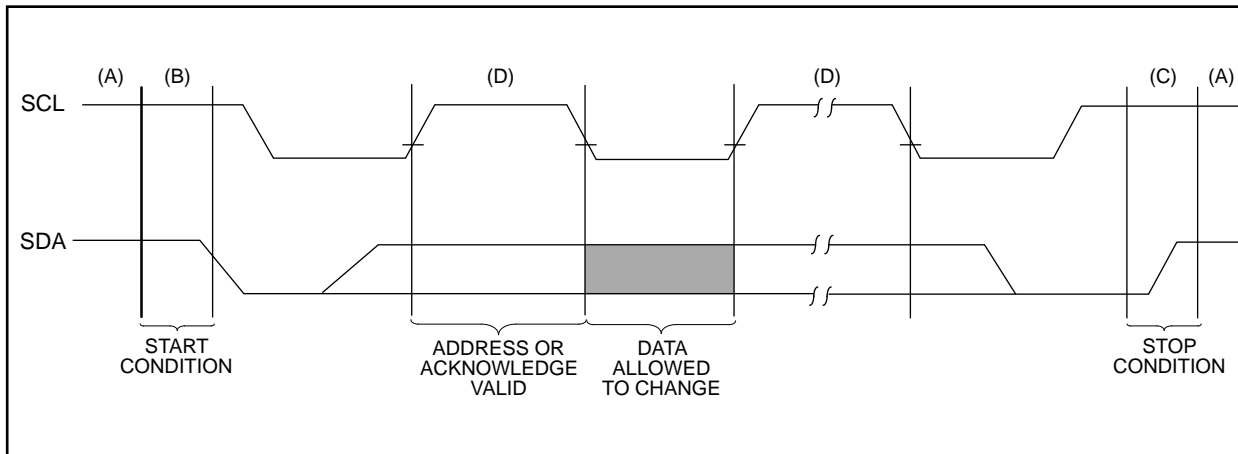 (A) (B) (D) (D) (C) (A)
SCL
SDA
START
CONDITION
ADDRESS OR
ACKNOWLEDGE
VALID
DATA
ALLOWED
TO CHANGE
STOP
CONDITION